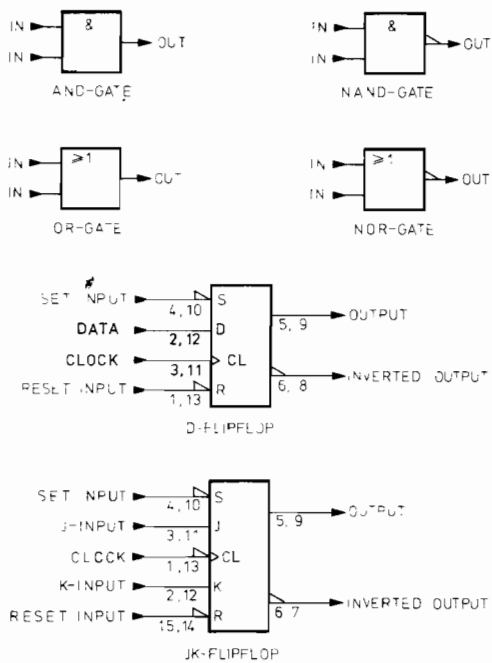 IN & OUT IN & OUT
IN IN
AND-GATE NAND-GATE
IN ≥1 OUT IN ≥1 OUT
IN IN
OR-GATE NOR-GATE
SET INPUT 4,10 S 5,9 OUTPUT
DATA 2,12 D
CLOCK 3,11 CL
6,8 INVERTED OUTPUT
RESET INPUT 1,13 R
D-FLIPFLOP
SET INPUT 4,10 S 5,9 OUTPUT
J-INPUT 3,11 J
CLOCK 1,13 CL
K-INPUT 2,12 K
6 7 INVERTED OUTPUT
RESET INPUT 15,14 R
JK-FLIPFLOP